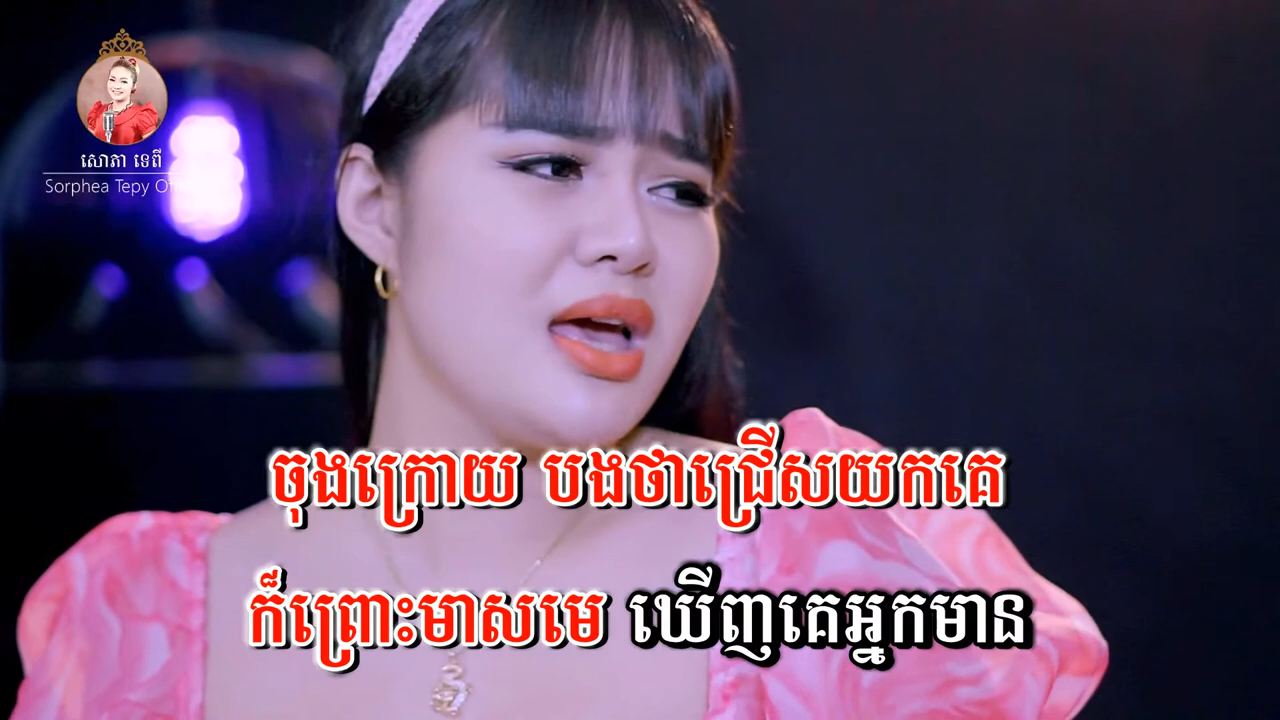 សោភា ទេពី
Sorphea Tepy
ចុងក្រោយ បងថាជ្រើសយកគេ
ក៏ព្រោះមាសមេ ឃើញគេអ្នកមាន